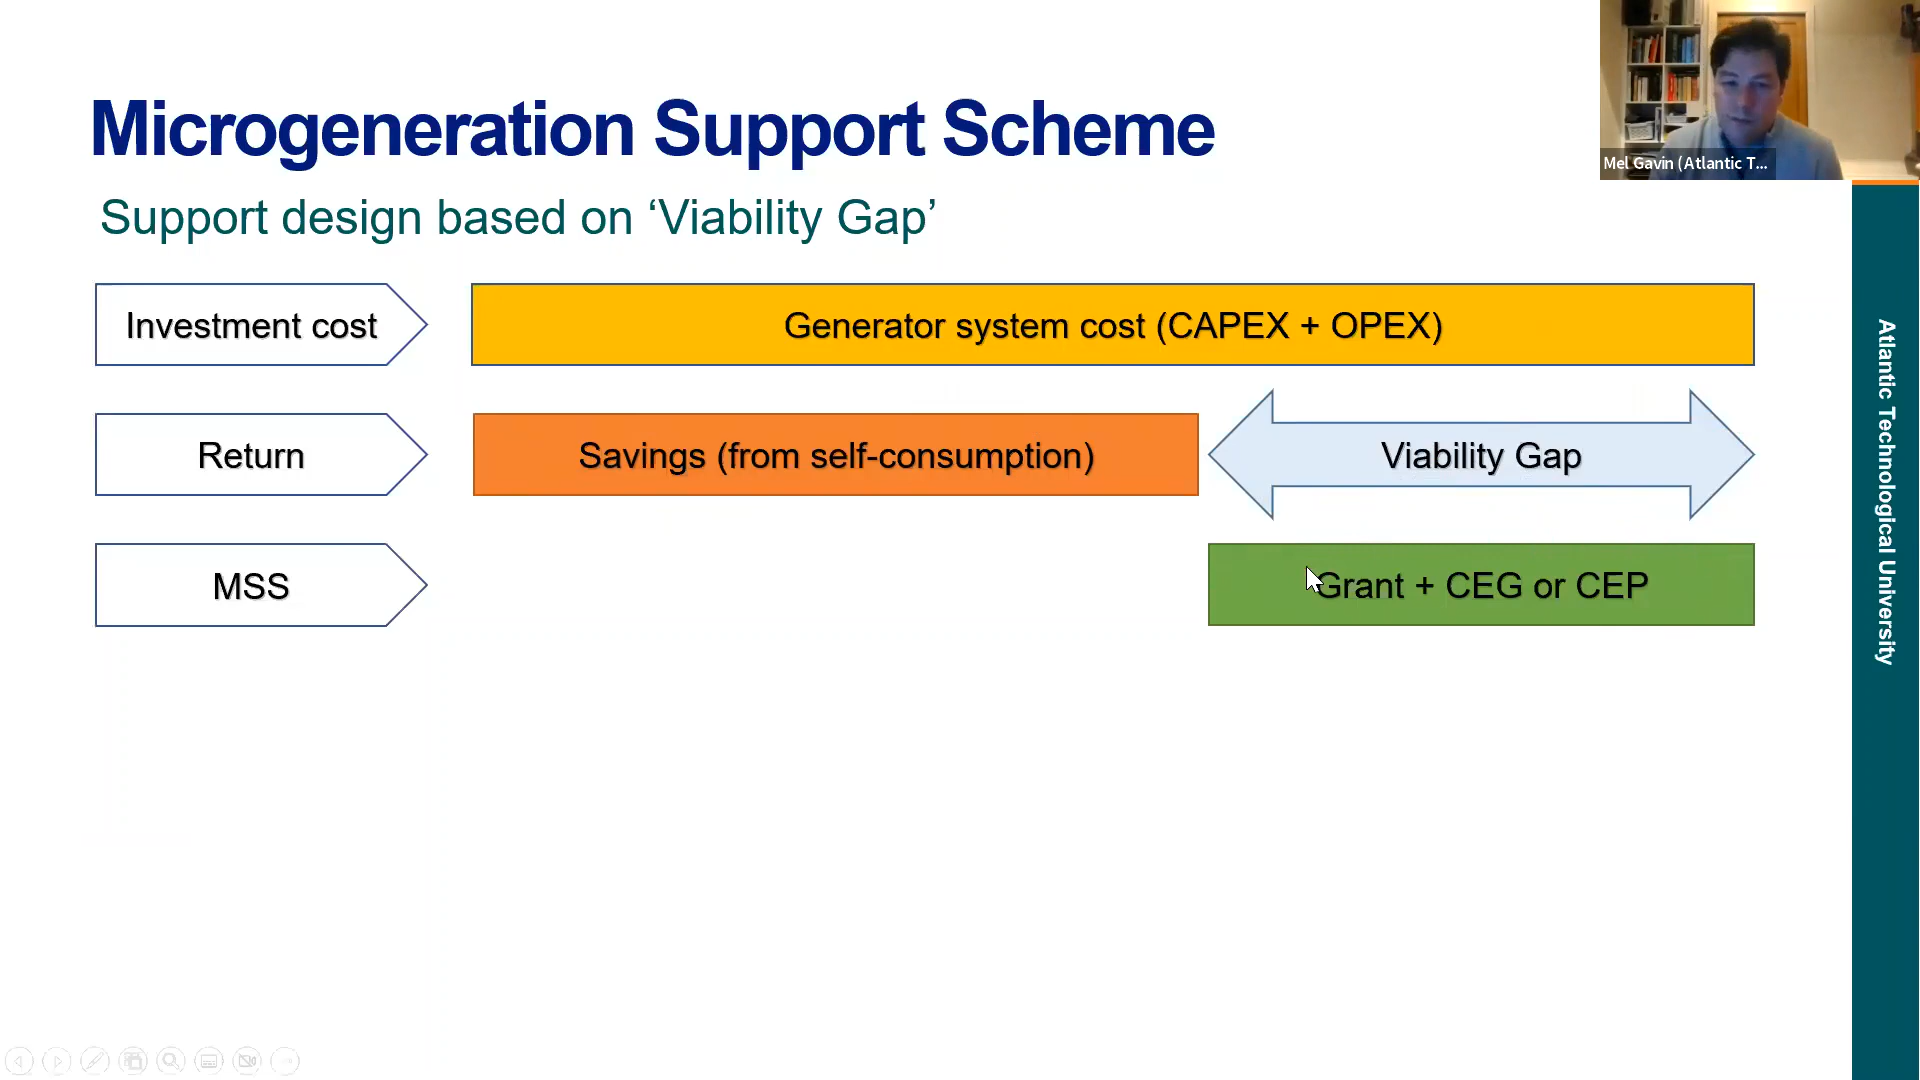 Microgeneration Support Scheme
Support design based on ‘Viability Gap’
Mel Gavin (Atlantic T...
Investment cost
Generator system cost (CAPEX + OPEX)
Return
Savings (from self-consumption)
Viability Gap
MSS
Grant + CEG or CEP
Atlantic Technological University